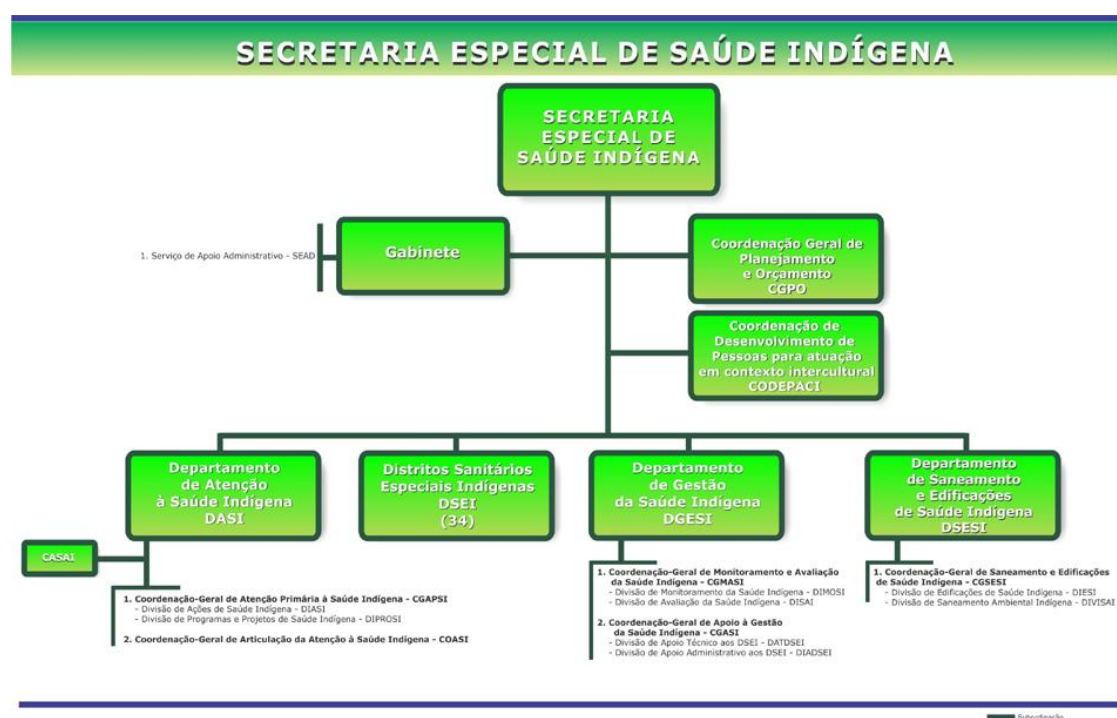 SECRETARIA ESPECIAL DE SAÚDE INDÍGENA
SECRETARIA
ESPECIAL DE
SAÚDE INDÍGENA
1. Serviço de Apoio Administrativo - SEAD
Gabinete
Coordenação Geral de
Planejamento
e Orçamento
CGPO
Coordenação de
Desenvolvimento de
Pessoas para atuação
em contexto intercultural
CODEPACI
Departamento
de Atenção
à Saúde Indígena
DASI
Distritos Sanitários
Especiais Indígenas
DSEI
(34)
Departamento
de Gestão
da Saúde Indígena
DGESI
Departamento
de Saneamento
e Edificações
de Saúde Indígena
DSESI
CASAI
1. Coordenação-Geral de Atenção Primária à Saúde Indígena - CGAPSI
- Divisão de Ações de Saúde Indígena - DIASI
- Divisão de Programas e Projetos de Saúde Indígena - DIPROSI
2. Coordenação-Geral de Articulação da Atenção à Saúde Indígena - COASI
1. Coordenação-Geral de Monitoramento e Avaliação
da Saúde Indígena - CGMASI
- Divisão de Monitoramento da Saúde Indígena - DIMOSI
- Divisão de Avaliação da Saúde Indígena - DISAI
2. Coordenação-Geral de Apoio à Gestão
da Saúde Indígena - CGASI
- Divisão de Apoio Técnico aos DSEI - DATDSEI
- Divisão de Apoio Administrativo aos DSEI - DIADSEI
1. Coordenação-Geral de Saneamento e Edificações
de Saúde Indígena - CGSESI
- Divisão de Edificações de Saúde Indígena - DIESI
- Divisão de Saneamento Ambiental Indígena - DIVISAI
Subordinação